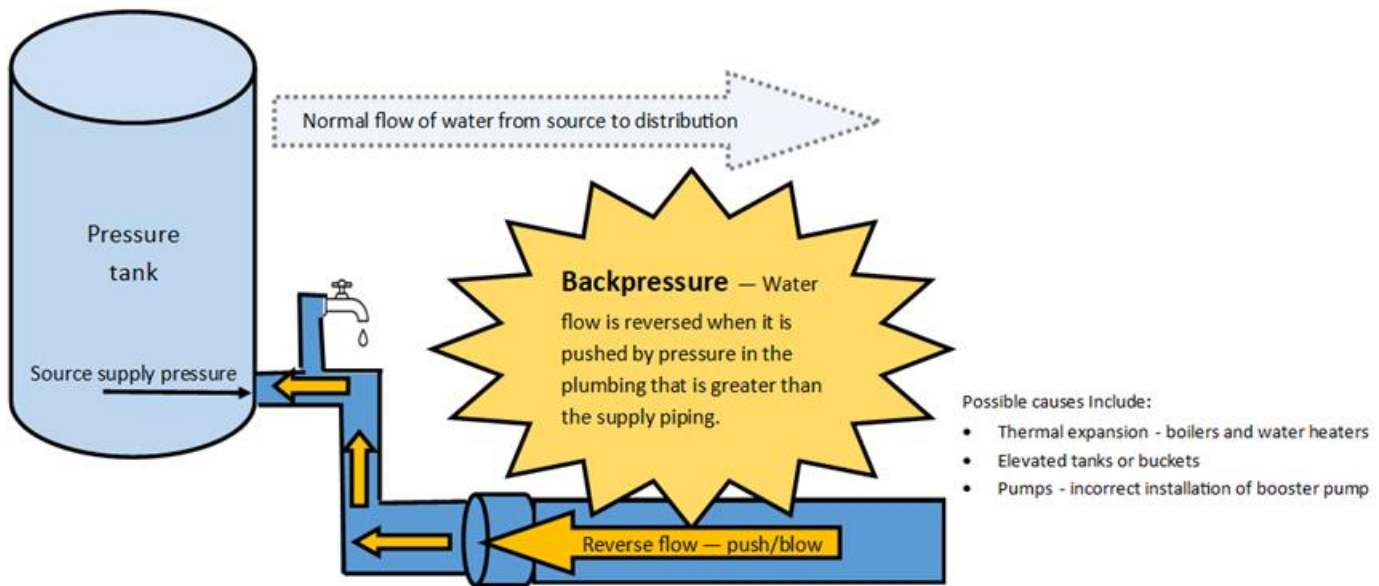 Normal flow of water from source to distribution
Pressure
tank
Source supply pressure
Backpressure — Water
flow is reversed when it is
pushed by pressure in the
plumbing that is greater than
the supply piping.
Possible causes Include:
• Thermal expansion - boilers and water heaters
• Elevated tanks or buckets
• Pumps - incorrect installation of booster pump
Reverse flow — push/blow